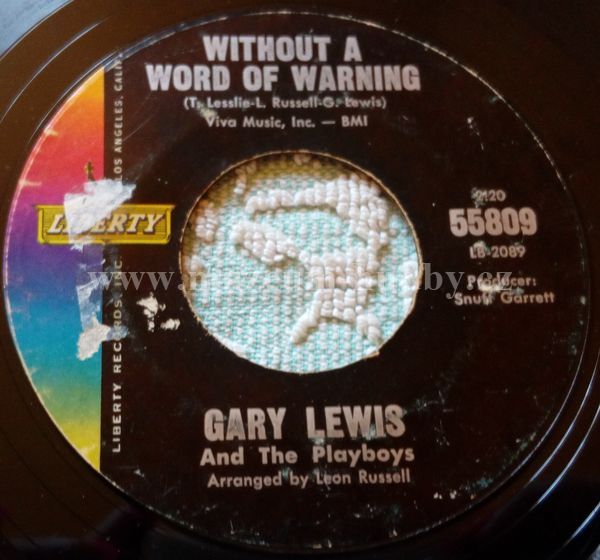 WITHOUT A
WORD OF WARNING
(T. Lesslie-L. Russell-G. Lewis)
Viva Music, Inc. — BMI
LIBERTY
LIBERTY RECORDS, INC.
LOS ANGELES, CALIF.
2:20
55809
LB-2089
Producer:
Snuff Garrett
GARY LEWIS
And The Playboys
Arranged by Leon Russell